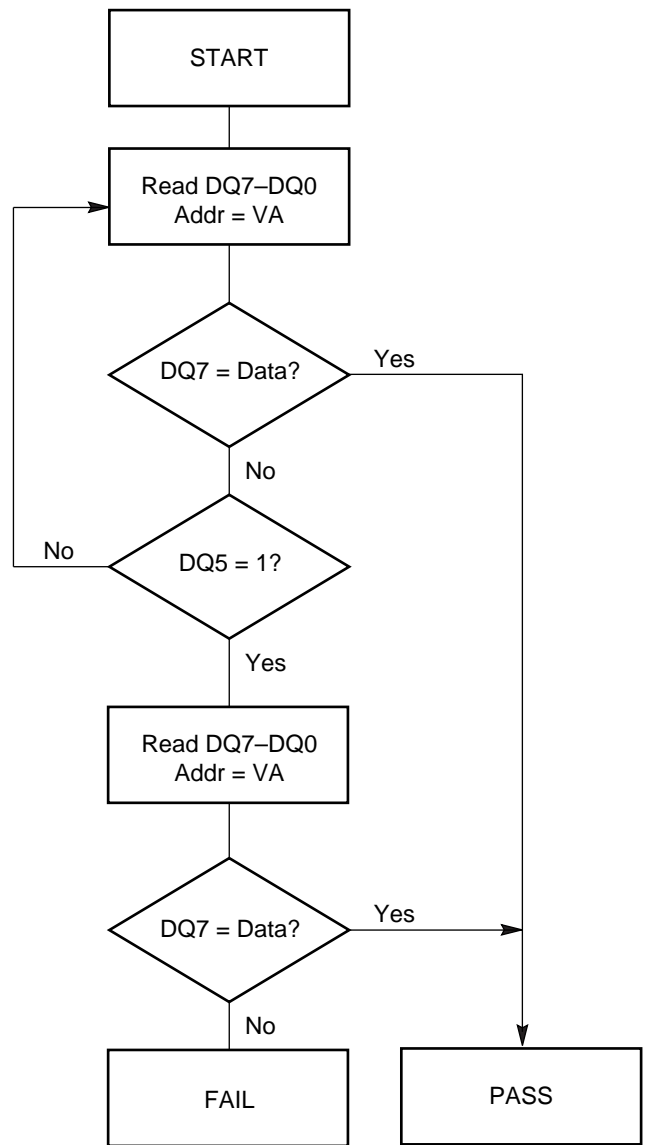 START
Read DQ7–DQ0
Addr = VA
DQ7 = Data?
Yes
No
No
DQ5 = 1?
Yes
Read DQ7–DQ0
Addr = VA
DQ7 = Data?
Yes
No
FAIL
PASS